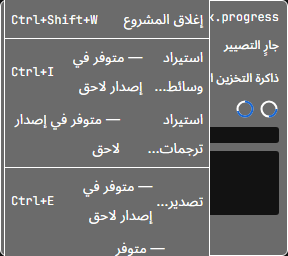 إغلاق المشروع Ctrl+Shift+W
استيراد — متوفر في
وسائط... إصدار لاحق Ctrl+I
استيراد — متوفر في إصدار
ترجمات... لاحق
تصدير... — متوفر في
إصدار لاحق Ctrl+E
— متوفر
x.progress
جارٍ التصيير
ذاكرة التخزين ا